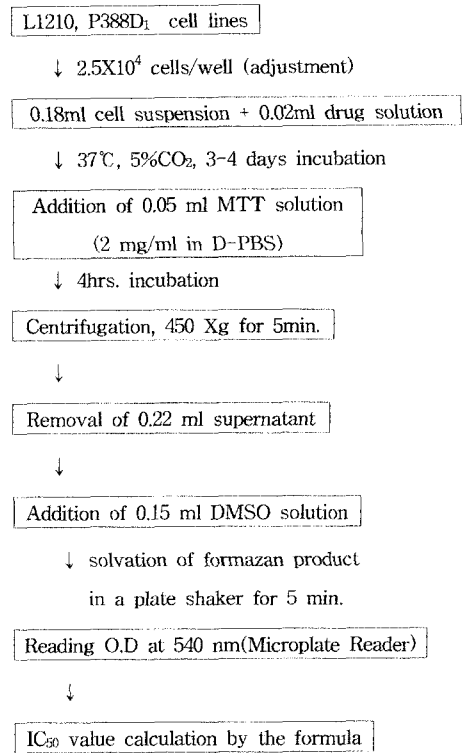 L1210, P388D₁ cell lines
↓ 2.5X10⁴ cells/well (adjustment)
0.18ml cell suspension + 0.02ml drug solution
↓ 37℃, 5%CO₂, 3-4 days incubation
Addition of 0.05 ml MTT solution
(2 mg/ml in D-PBS)
↓ 4hrs. incubation
Centrifugation, 450 Xg for 5min.
↓
Removal of 0.22 ml supernatant
↓
Addition of 0.15 ml DMSO solution
↓ solvation of formazan product
in a plate shaker for 5 min.
Reading O.D at 540 nm(Microplate Reader)
↓
IC₅₀ value calculation by the formula